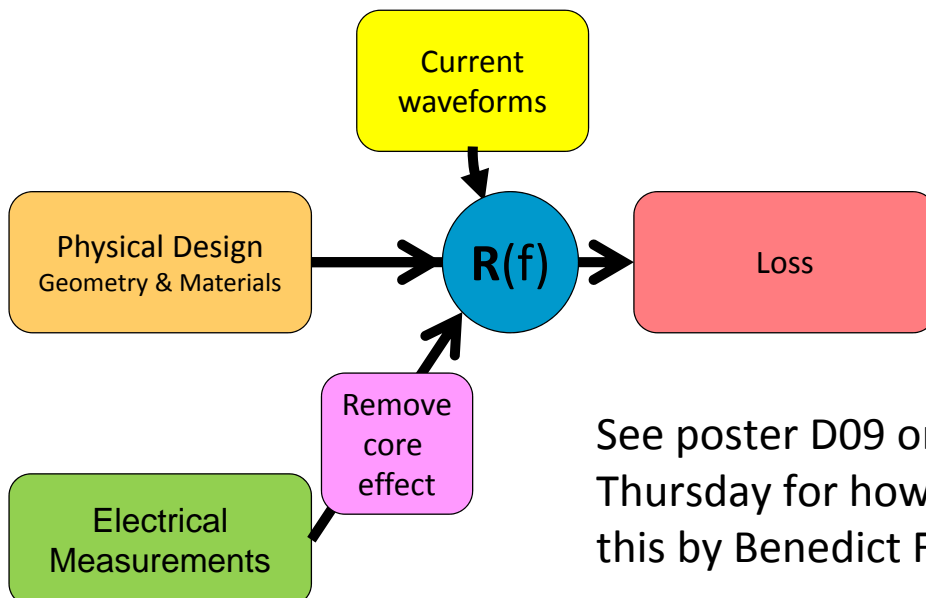 Current
waveforms
Physical Design
Geometry & Materials
R(f)
Loss
Remove
core
effect
Electrical
Measurements
See poster D09
Thursday for how
this by Benedict